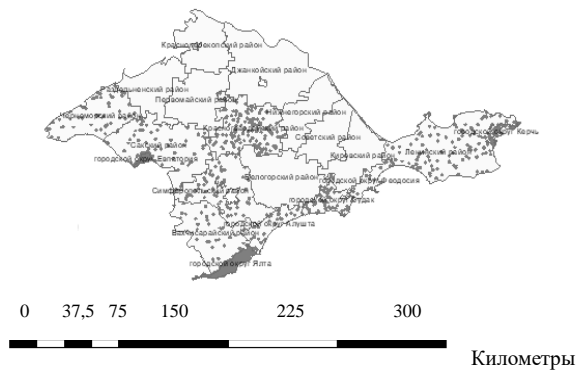 Красноперекопский район
Джанкойский район
Раздольненский район
Первомайский район
Нижнегорский район
Черноморский район
Красногвардейский район
городской округ Керчь
Советский район
Сакский район
Ленинский район
Кировский район
городской округ Евпатория
Белогорский район
городской округ Феодосия
Симферопольский район
городской округ Судак
городской округ Алушта
Бахчисарайский район
городской округ Ялта
0 37,5 75 150 225 300
Километры